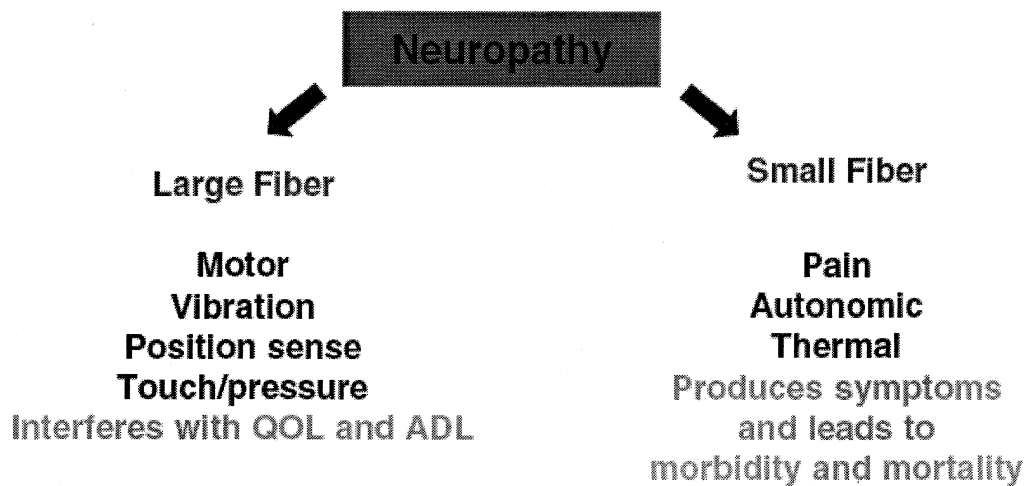 Neuropathy
Large Fiber
Motor
Vibration
Position sense
Touch/pressure
Interferes with QOL and ADL
Small Fiber
Pain
Autonomic
Thermal
Produces symptoms
and leads to
morbidity and mortality